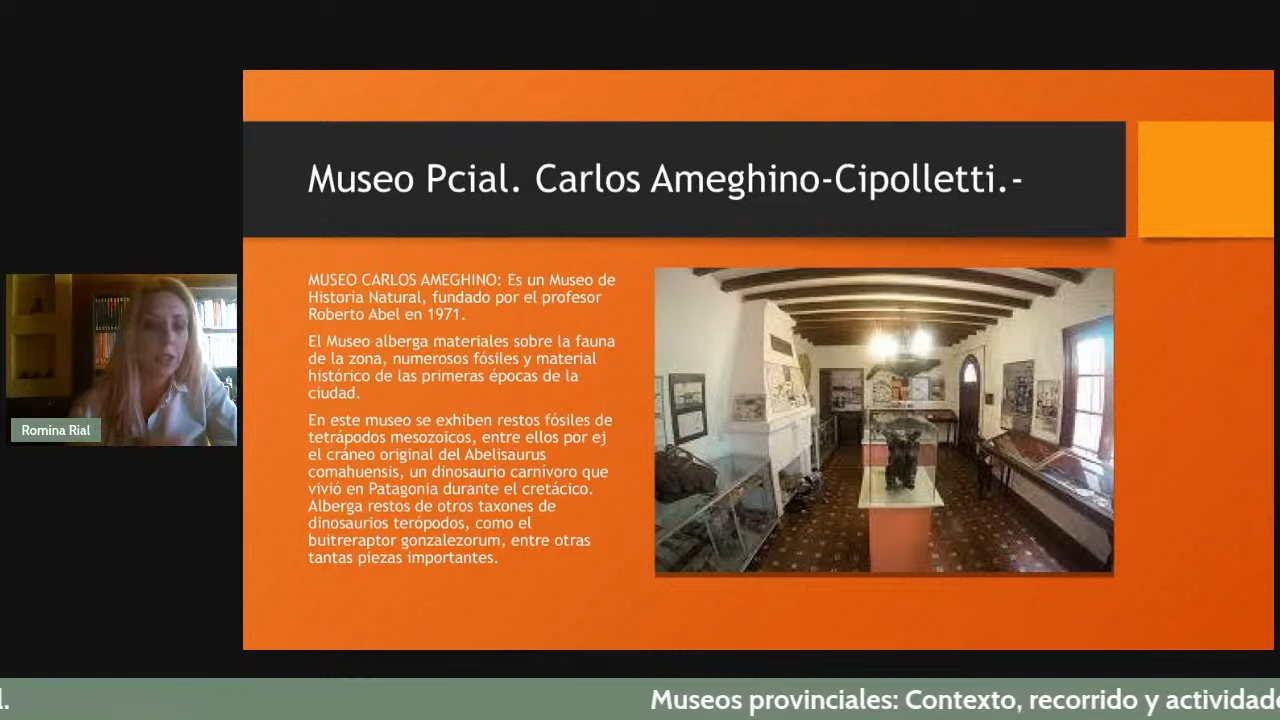 Museo Pcial. Carlos Ameghino-Cipolletti.-
MUSEO CARLOS AMEGHINO: Es un Museo de
Historia Natural, fundado por el profesor
Roberto Abel en 1971.
El Museo alberga materiales sobre la fauna
de la zona, numerosos fósiles y material
histórico de las primeras épocas de la
ciudad.
En este museo se exhiben restos fósiles de
tetrápodos mesozoicos, entre ellos por ej
el cráneo original del Abelisaurus
comahuensis, un dinosaurio carnívoro que
vivió en Patagonia durante el cretácico.
Alberga restos de otros taxones de
dinosaurios terópodos, como el
buitreraptor gonzalezorum, entre otras
tantas piezas importantes.
Romina Rial
l. Museos provinciales: Contexto, recorrido y actividade